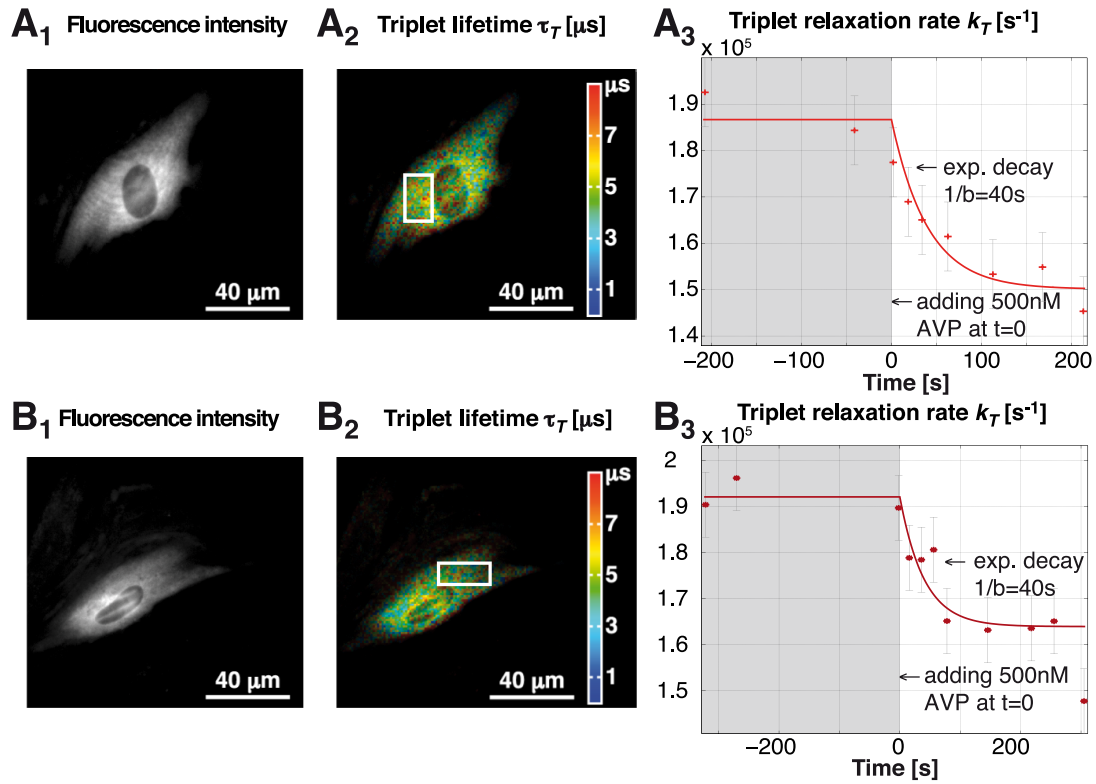 A1 Fluorescence intensity
A2 Triplet lifetime τT [μs]
A3 Triplet relaxation rate kT [s-1]
x 10^5
μs
7
5
3
1
40 μm
40 μm
1.9
1.8
1.7
1.6
1.5
1.4
exp. decay
1/b=40s
adding 500nM
AVP at t=0
−200
−100
0
100
200
Time [s]
B1 Fluorescence intensity
B2 Triplet lifetime τT [μs]
B3 Triplet relaxation rate kT [s-1]
x 10^5
μs
7
5
3
1
40 μm
40 μm
2
1.9
1.8
1.7
1.6
1.5
exp. decay
1/b=40s
adding 500nM
AVP at t=0
−200
0
200
Time [s]